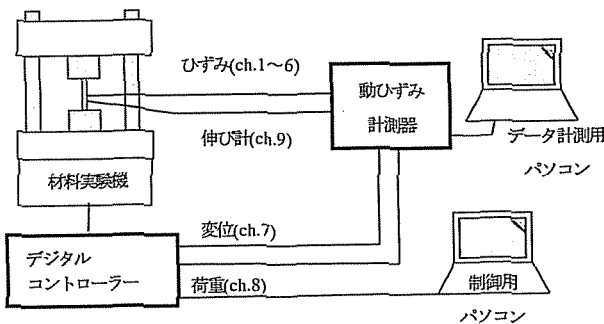 ひずみ(ch.1～6)
動ひずみ
計測器
伸び計(ch.9)
データ計測用
パソコン
材料実験機
変位(ch.7)
デジタル
コントローラー
荷重(ch.8)
制御用
パソコン